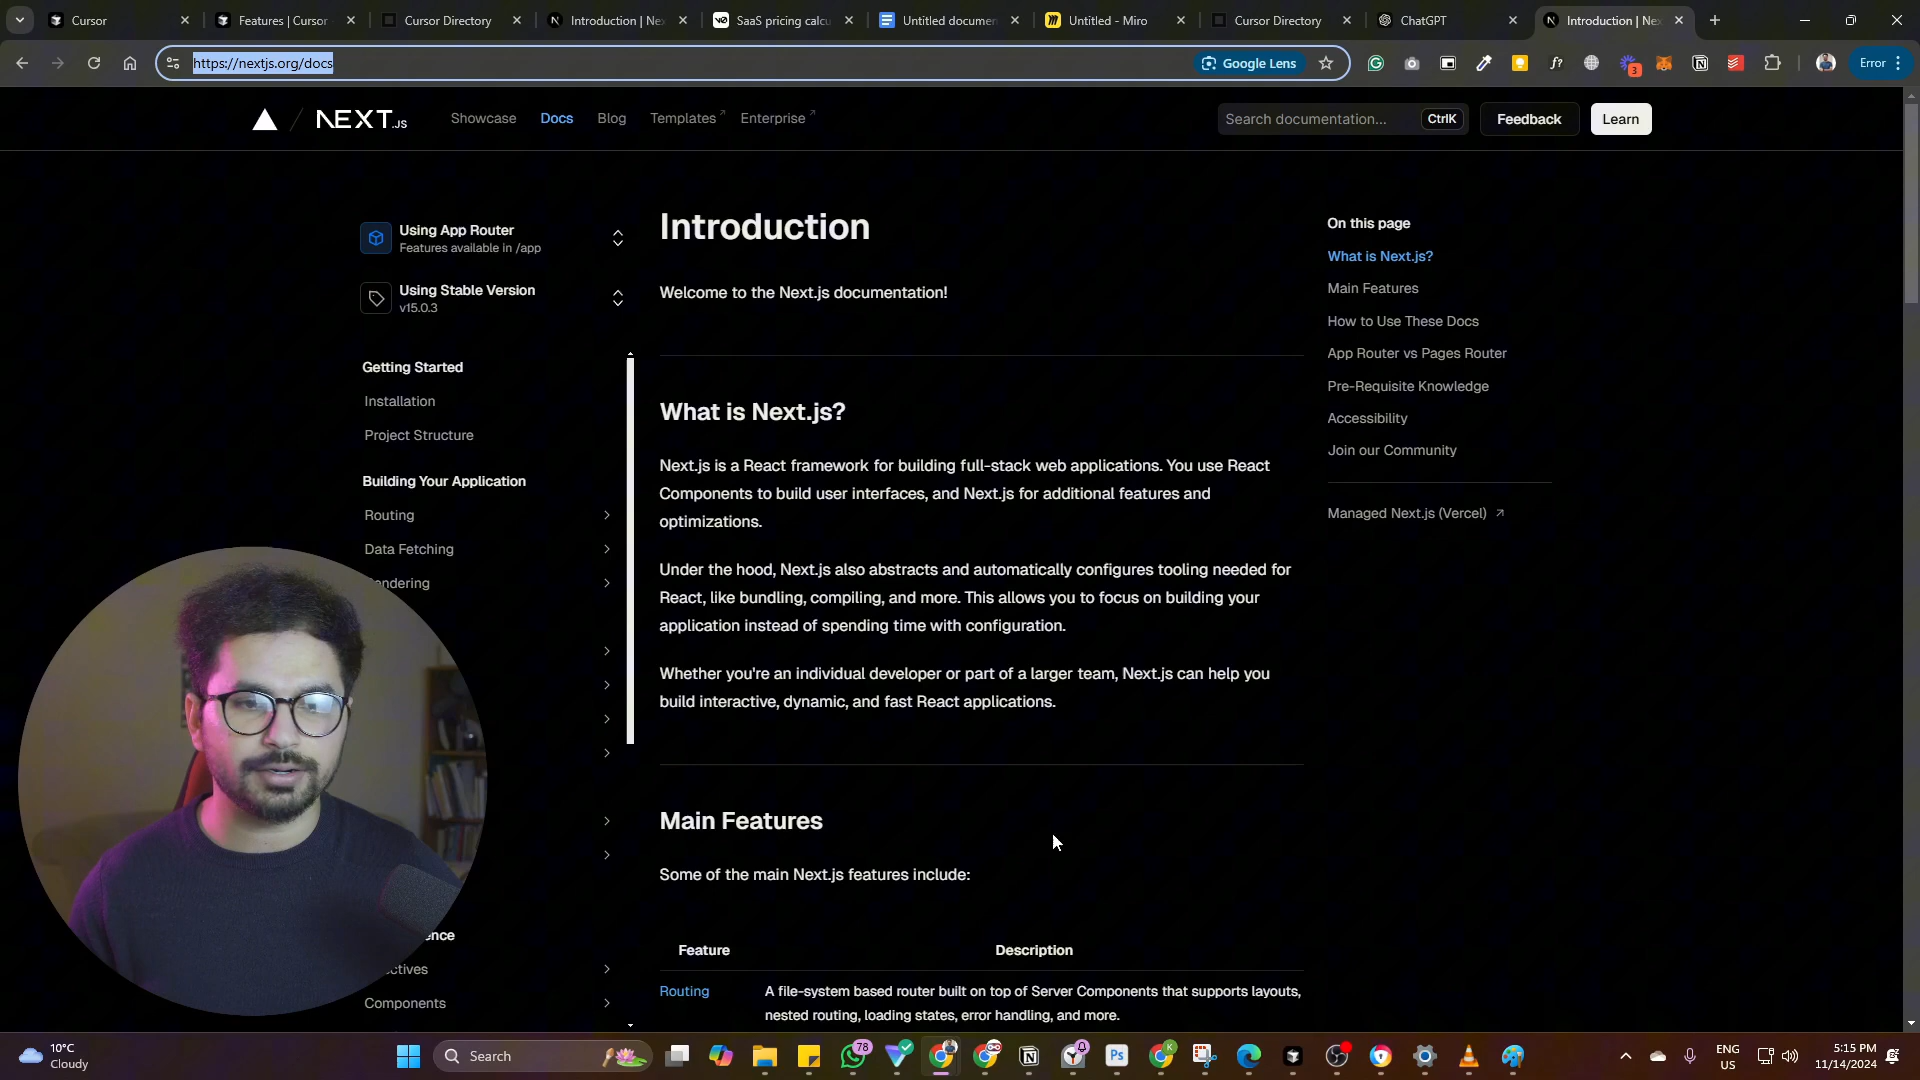 Cursor
Features | Cursor
Cursor Directory
Introduction | Nex
SaaS pricing calcu
Untitled documen
Untitled - Miro
Cursor Directory
ChatGPT
Introduction | Nex
https://nextjs.org/docs
Google Lens
3
Error
NEXT.JS
Showcase
Docs
Blog
Templates
Enterprise
Search documentation...
CtrlK
Feedback
Learn
Using App Router
Features available in /app
Using Stable Version
v15.0.3
Getting Started
Installation
Project Structure
Building Your Application
Routing
Data Fetching
ndering
ence
ctives
Components
Introduction
Welcome to the Next.js documentation!
What is Next.js?
Next.js is a React framework for building full-stack web applications. You use React
Components to build user interfaces, and Next.js for additional features and
optimizations.
Under the hood, Next.js also abstracts and automatically configures tooling needed for
React, like bundling, compiling, and more. This allows you to focus on building your
application instead of spending time with configuration.
Whether you're an individual developer or part of a larger team, Next.js can help you
build interactive, dynamic, and fast React applications.
Main Features
Some of the main Next.js features include:
Feature
Description
Routing
A file-system based router built on top of Server Components that supports layouts,
nested routing, loading states, error handling, and more.
On this page
What is Next.js?
Main Features
How to Use These Docs
App Router vs Pages Router
Pre-Requisite Knowledge
Accessibility
Join our Community
Managed Next.js (Vercel)
10°C
Cloudy
Search
78
Ps
K
ENG
US
5:15 PM
11/14/2024